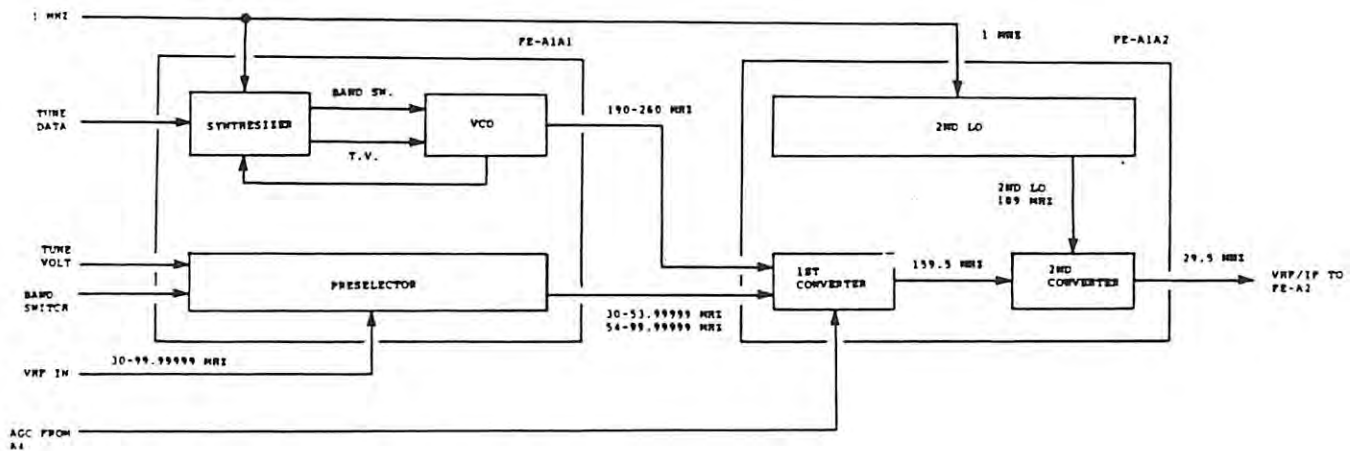 1 MHZ
1 MHZ
FE-A1A1
FE-A1A2
BAND SW.
TUNE
DATA
SYNTRESIZER
VCO
190-260 MHZ
2ND LO
T.V.
2ND LO
189 MHZ
TUNE
VOLT
PRESELECTOR
1ST
CONVERTER
159.5 MHZ
2ND
CONVERTER
29.5 MHZ
VHF/IF TO
FE-A2
BAND
SWITCH
30-53.99999 MHZ
54-99.99999 MHZ
30-99.99999 MHZ
VHF IN
AGC FROM
A4